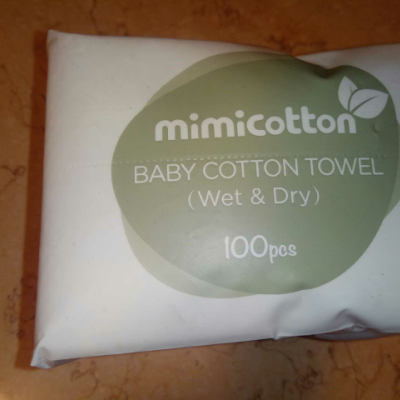 mimicotton
BABY COTTON TOWEL
(Wet & Dry)
100pcs